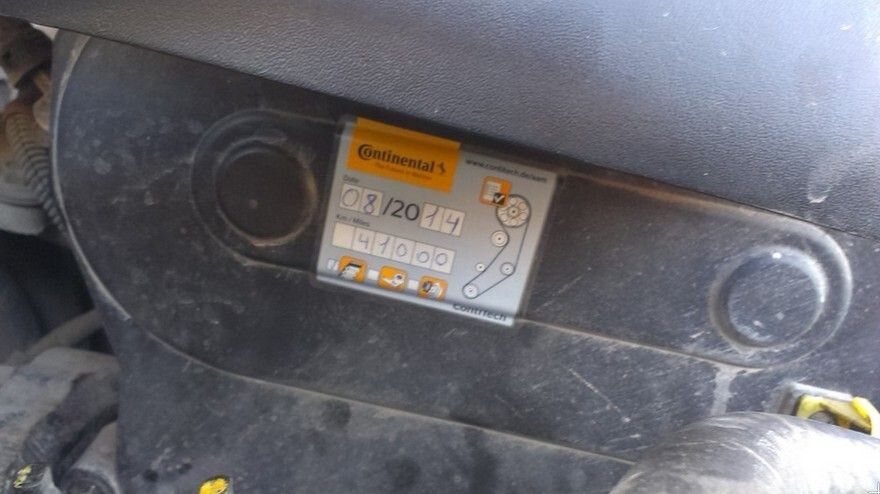 Continental
The Future in Motion
www.contitech.de/aam
Date
08/2014
Km / Miles
41000
ContiTech